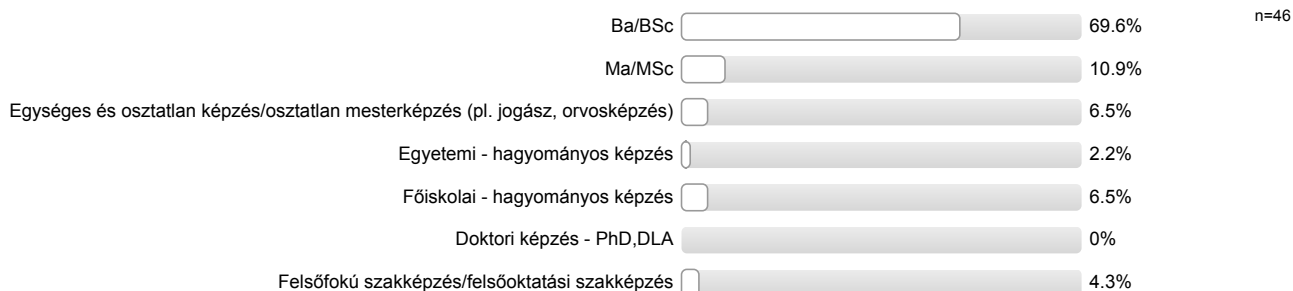 Ba/BSc 69.6% n=46
Ma/MSc 10.9%
Egységes és osztatlan képzés/osztatlan mesterképzés (pl. jogász, orvosképzés) 6.5%
Egyetemi - hagyományos képzés 2.2%
Főiskolai - hagyományos képzés 6.5%
Doktori képzés - PhD,DLA 0%
Felsőfokú szakképzés/felsőoktatási szakképzés 4.3%